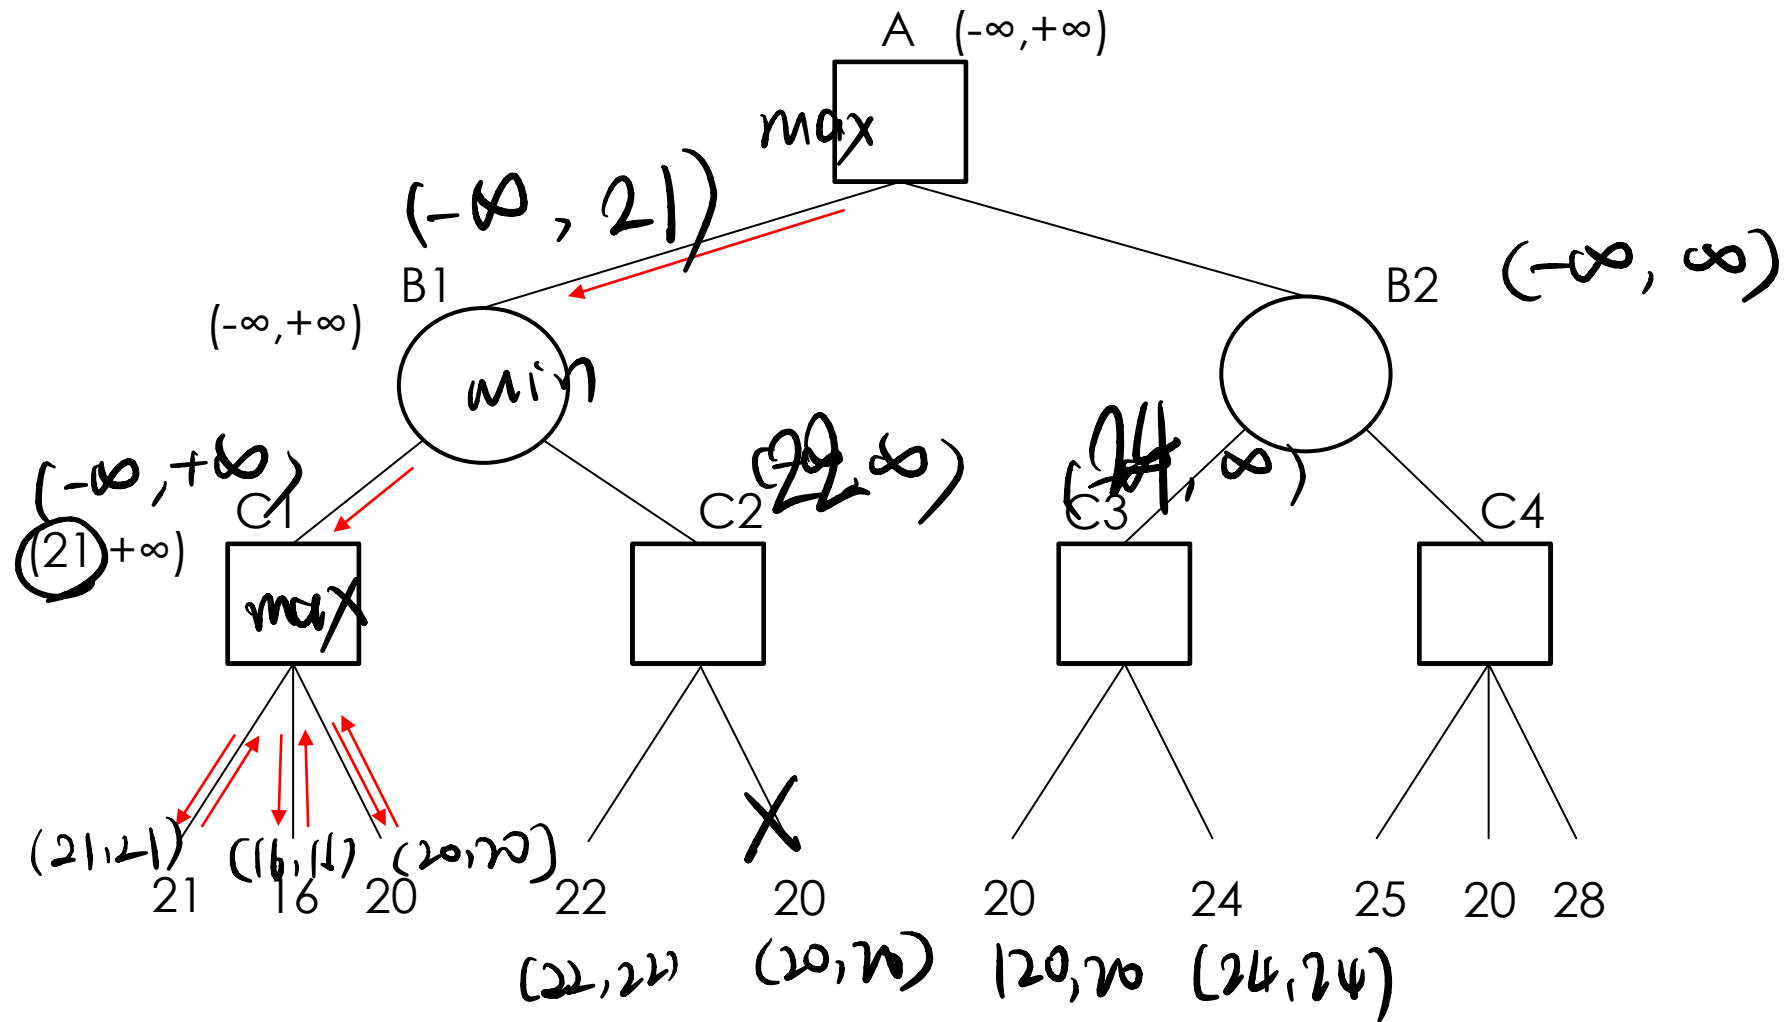 A (-∞,+∞)
max
(-∞, 21)
B1
(-∞,+∞)
B2
(-∞, ∞)
min
(-∞,+∞)
C1
(21,+∞)
C2
(22,∞)
C3
(24,∞)
C4
max
X
(21,21)
(16,16)
(20,20)
21
16
20
22
20
20
24
25
20
28
(22,22)
(20,20)
(20,20
(24,24)